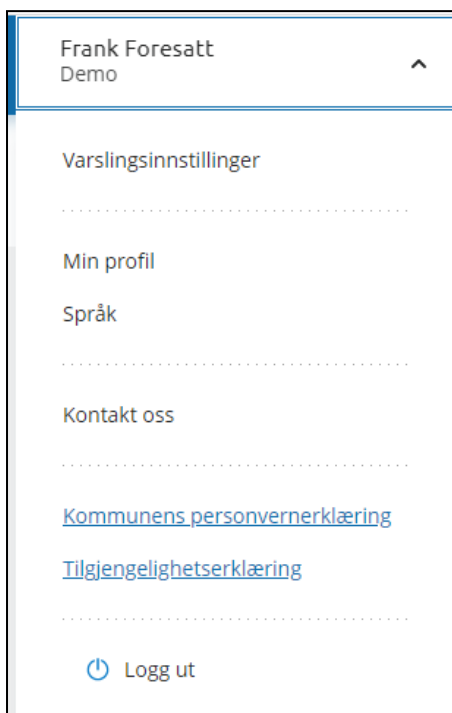 Frank Foresatt
Demo
Varslingsinnstillinger
Min profil
Språk
Kontakt oss
Kommunens personvernerklæring
Tilgjengelighetserklæring
Logg ut